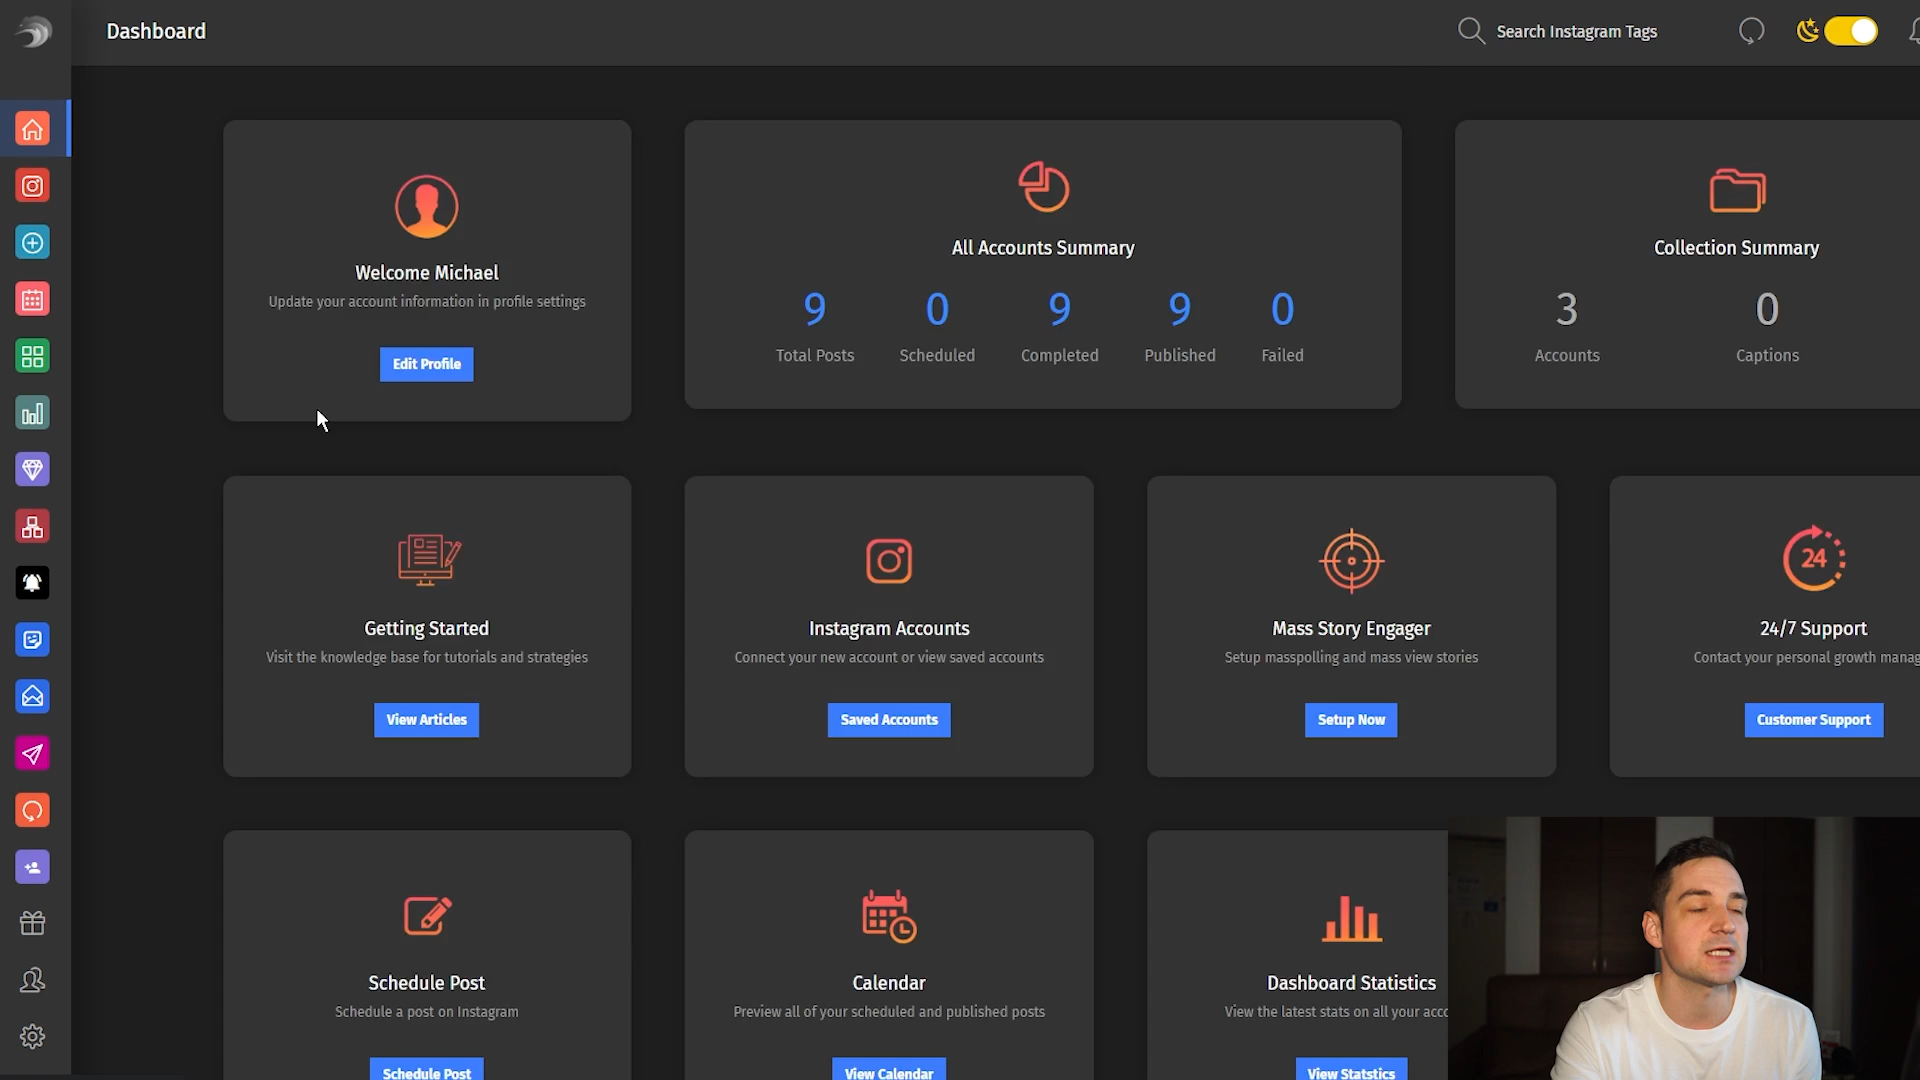 Dashboard
Search Instagram Tags
Welcome Michael
Update your account information in profile settings
Edit Profile
All Accounts Summary
9 0 9 9 0
Total Posts Scheduled Completed Published Failed
Collection Summary
3 0
Accounts Captions
Getting Started
Visit the knowledge base for tutorials and strategies
View Articles
Instagram Accounts
Connect your new account or view saved accounts
Saved Accounts
Mass Story Engager
Setup masspolling and mass view stories
Setup Now
24
24/7 Support
Contact your personal growth manag
Customer Support
Schedule Post
Schedule a post on Instagram
Schedule Post
Calendar
Preview all of your scheduled and published posts
View Calendar
Dashboard Statistics
View the latest stats on all your acco
View Statstics